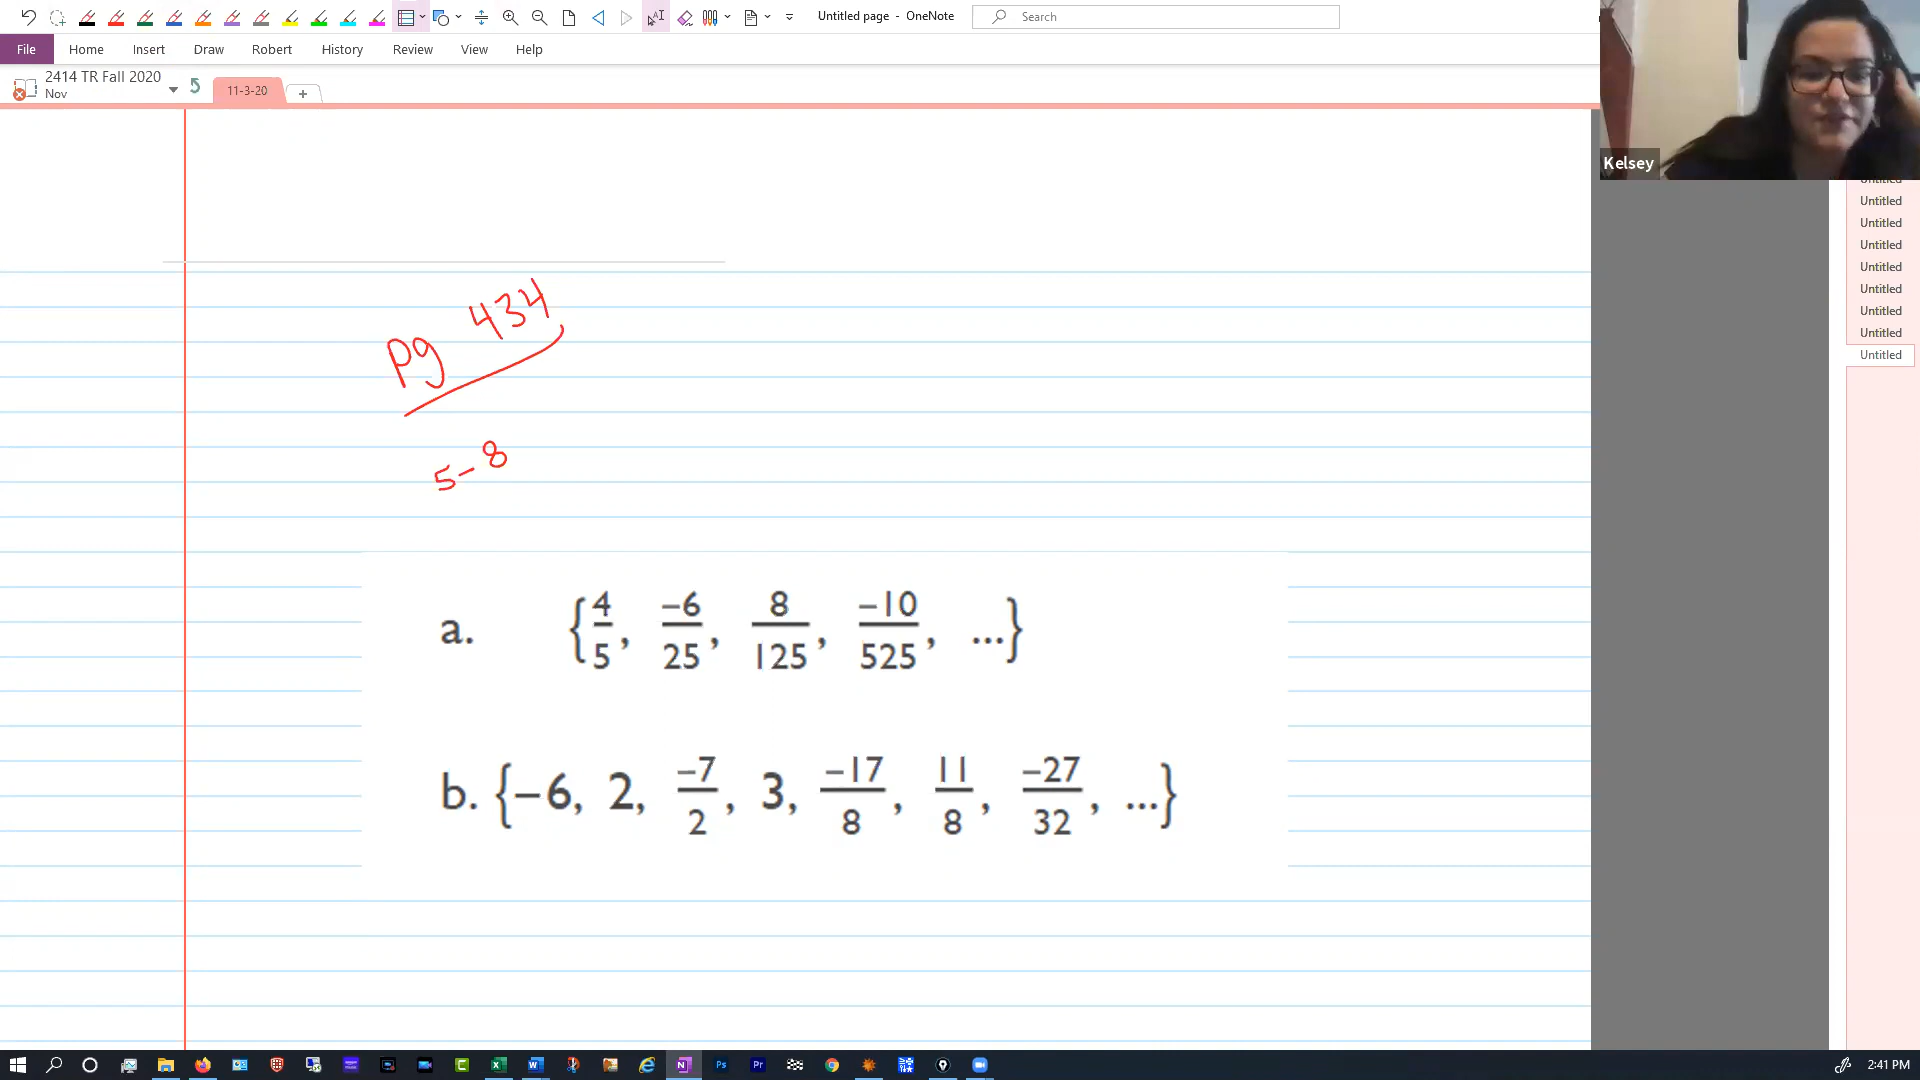 Untitled page - OneNote
Search
File Home Insert Draw Robert History Review View Help
2414 TR Fall 2020
Nov
11-3-20
Kelsey
Untitled
Untitled
Untitled
Untitled
Untitled
Untitled
Untitled
Untitled
Untitled
pg 434
5-8
a. {4/5, -6/25, 8/125, -10/525, ...}
b. {-6, 2, -7/2, 3, -17/8, 11/8, -27/32, ...}
2:41 PM